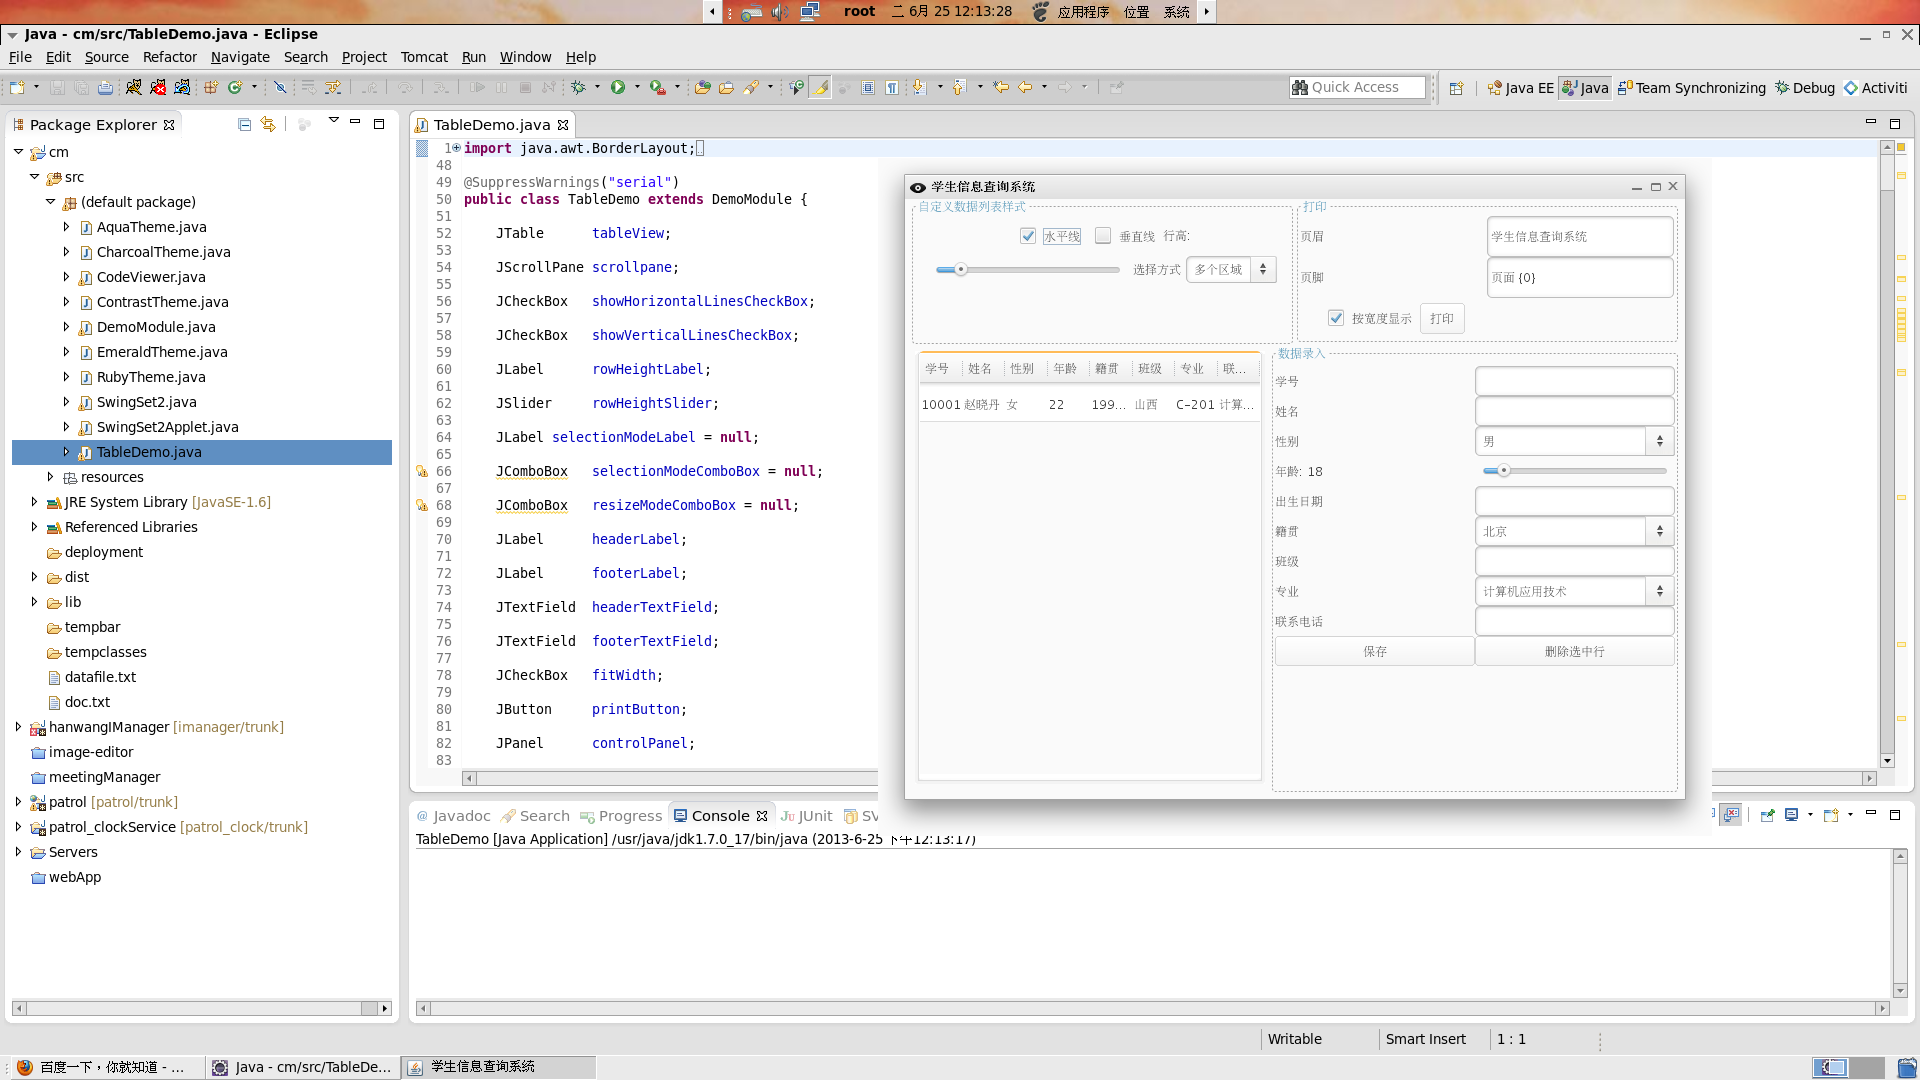 root 二 6月 25 12:13:28 应用程序 位置 系统
Java - cm/src/TableDemo.java - Eclipse
File Edit Source Refactor Navigate Search Project Tomcat Run Window Help
Quick Access Java EE Java Team Synchronizing Debug Activiti
Package Explorer
cm
src
(default package)
AquaTheme.java
CharcoalTheme.java
CodeViewer.java
ContrastTheme.java
DemoModule.java
EmeraldTheme.java
RubyTheme.java
SwingSet2.java
SwingSet2Applet.java
TableDemo.java
resources
JRE System Library [JavaSE-1.6]
Referenced Libraries
deployment
dist
lib
tempbar
tempclasses
datafile.txt
doc.txt
hanwangIManager [imanager/trunk]
image-editor
meetingManager
patrol [patrol/trunk]
patrol_clockService [patrol_clock/trunk]
Servers
webApp
TableDemo.java
1 import java.awt.BorderLayout;
48
49 @SuppressWarnings("serial")
50 public class TableDemo extends DemoModule {
51
52 JTable tableView;
53
54 JScrollPane scrollpane;
55
56 JCheckBox showHorizontalLinesCheckBox;
57
58 JCheckBox showVerticalLinesCheckBox;
59
60 JLabel rowHeightLabel;
61
62 JSlider rowHeightSlider;
63
64 JLabel selectionModeLabel = null;
65
66 JComboBox selectionModeComboBox = null;
67
68 JComboBox resizeModeComboBox = null;
69
70 JLabel headerLabel;
71
72 JLabel footerLabel;
73
74 JTextField headerTextField;
75
76 JTextField footerTextField;
77
78 JCheckBox fitWidth;
79
80 JButton printButton;
81
82 JPanel controlPanel;
83
学生信息查询系统
自定义数据列表样式
水平线 垂直线 行高:
选择方式 多个区域
打印
页眉 学生信息查询系统
页脚 页面 {0}
按宽度显示 打印
学号 姓名 性别 年龄 籍贯 班级 专业 联...
10001 赵晓丹 女 22 199... 山西 C-201 计算...
数据录入
学号
姓名
性别 男
年龄: 18
出生日期
籍贯 北京
班级
专业 计算机应用技术
联系电话
保存 删除选中行
@ Javadoc Search Progress Console JUnit SV
TableDemo [Java Application] /usr/java/jdk1.7.0_17/bin/java (2013-6-25 下午12:13:17)
Writable Smart Insert 1 : 1
百度一下，你就知道 - ... Java - cm/src/TableDe... 学生信息查询系统